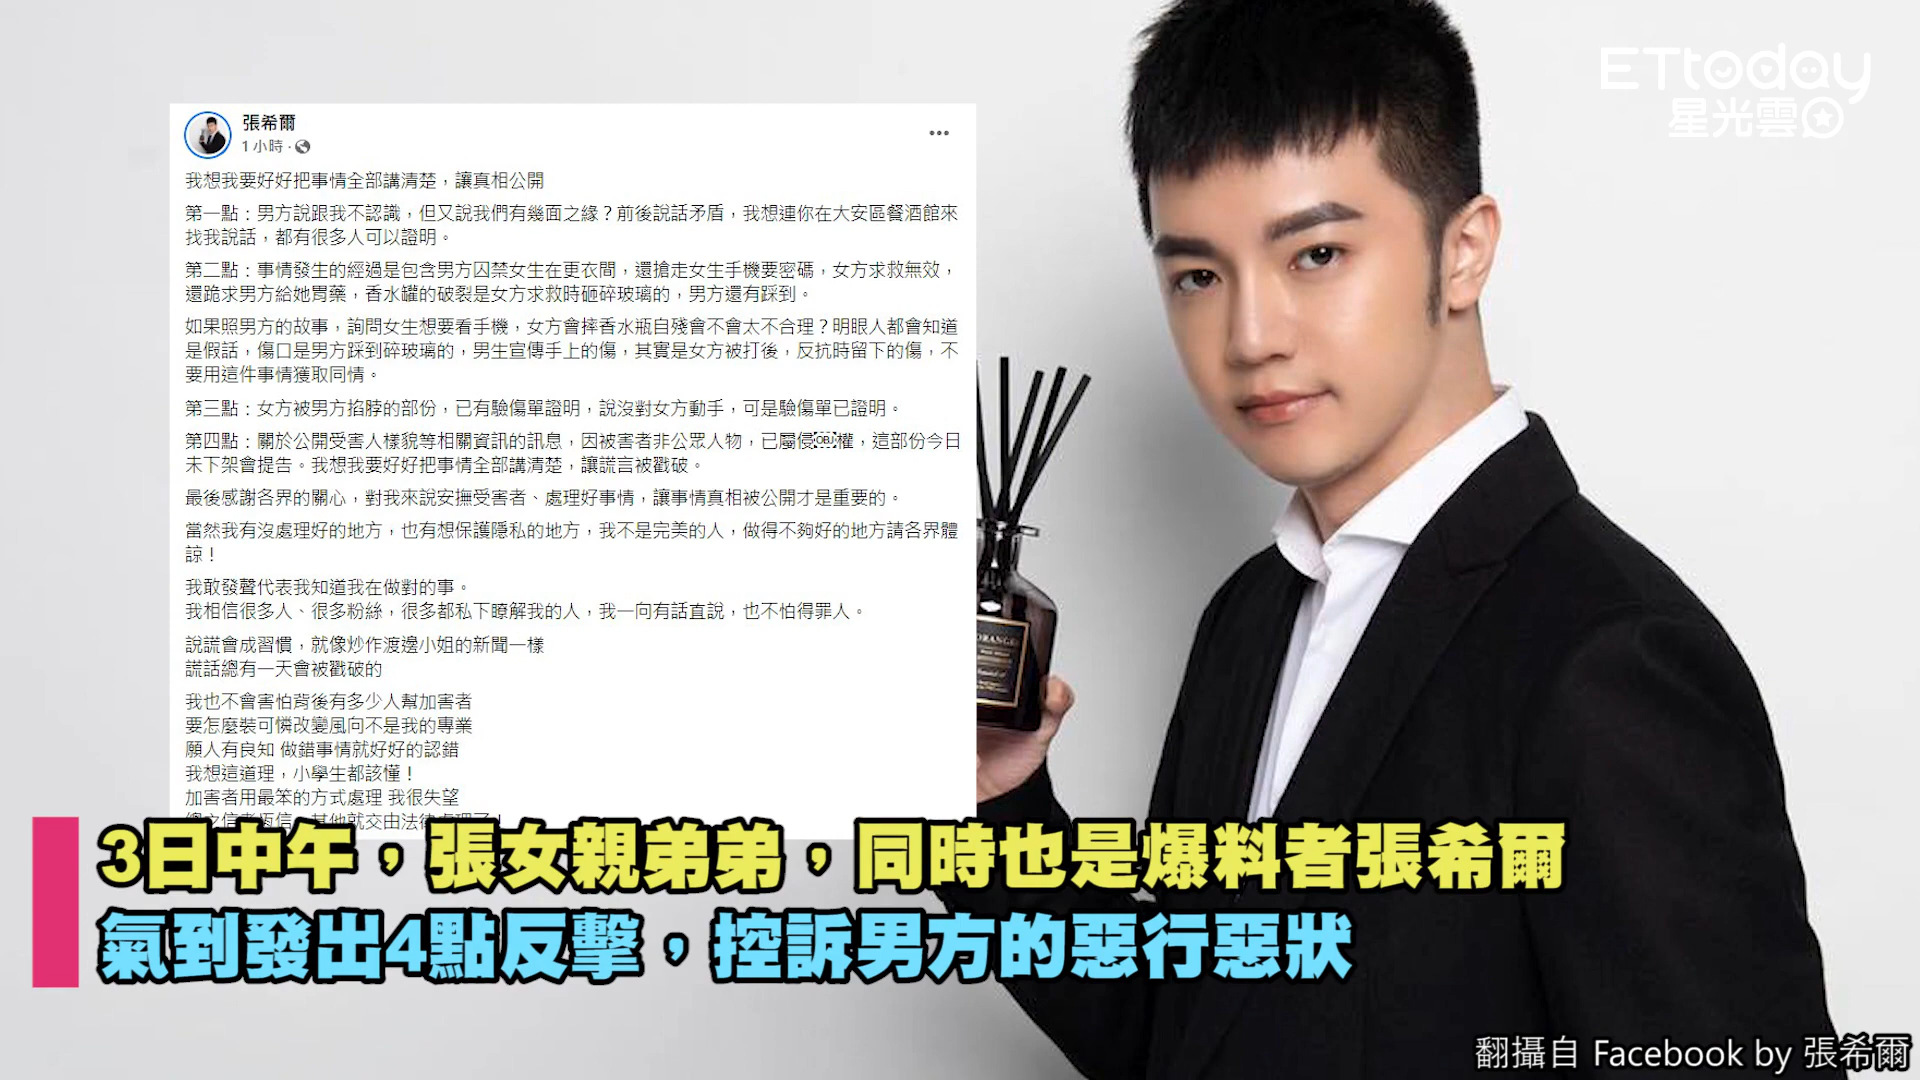 ETtoday
星光雲
張希爾
1 小時
我想我要好好把事情全部講清楚，讓真相公開
第一點：男方說跟我不認識，但又說我們有幾面之緣？前後說話矛盾，我想連你在大安區餐酒館來
找我說話，都有很多人可以證明。
第二點：事情發生的經過是包含男方囚禁女生在更衣間，還搶走女生手機要密碼，女方求救無效，
還跪求男方給她胃藥，香水罐的破裂是女方求救時砸碎玻璃的，男方還有踩到。
如果照男方的故事，詢問女生想要看手機，女方會摔香水瓶自殘會不會太不合理？明眼人都會知道
是假話，傷口是男方踩到碎玻璃的，男生宣傳手上的傷，其實是女方被打後，反抗時留下的傷，不
要用這件事情獲取同情。
第三點：女方被男方掐脖的部份，已有驗傷單證明，說沒對女方動手，可是驗傷單已證明。
第四點：關於公開受害人樣貌等相關資訊的訊息，因被害者非公眾人物，已屬侵OBJ權，這部份今日
未下架會提告。我想我要好好把事情全部講清楚，讓謊言被戳破。
最後感謝各界的關心，對我來說安撫受害者、處理好事情，讓事情真相被公開才是重要的。
當然我有沒處理好的地方，也有想保護隱私的地方，我不是完美的人，做得不夠好的地方請各界體
諒！
我敢發聲代表我知道我在做對的事。
我相信很多人、很多粉絲，很多都私下瞭解我的人，我一向有話直說，也不怕得罪人。
說謊會成習慣，就像炒作渡邊小姐的新聞一樣
謊話總有一天會被戳破的
我也不會害怕背後有多少人幫加害者
要怎麼裝可憐改變風向不是我的專業
願人有良知 做錯事情就好好的認錯
我想這道理，小學生都該懂！
加害者用最笨的方式處理 我很失望
總之信者恆信，其他就交由法律處理了！
ORANGE
3日中午，張女親弟弟，同時也是爆料者張希爾
氣到發出4點反擊，控訴男方的惡行惡狀
翻攝自 Facebook by 張希爾